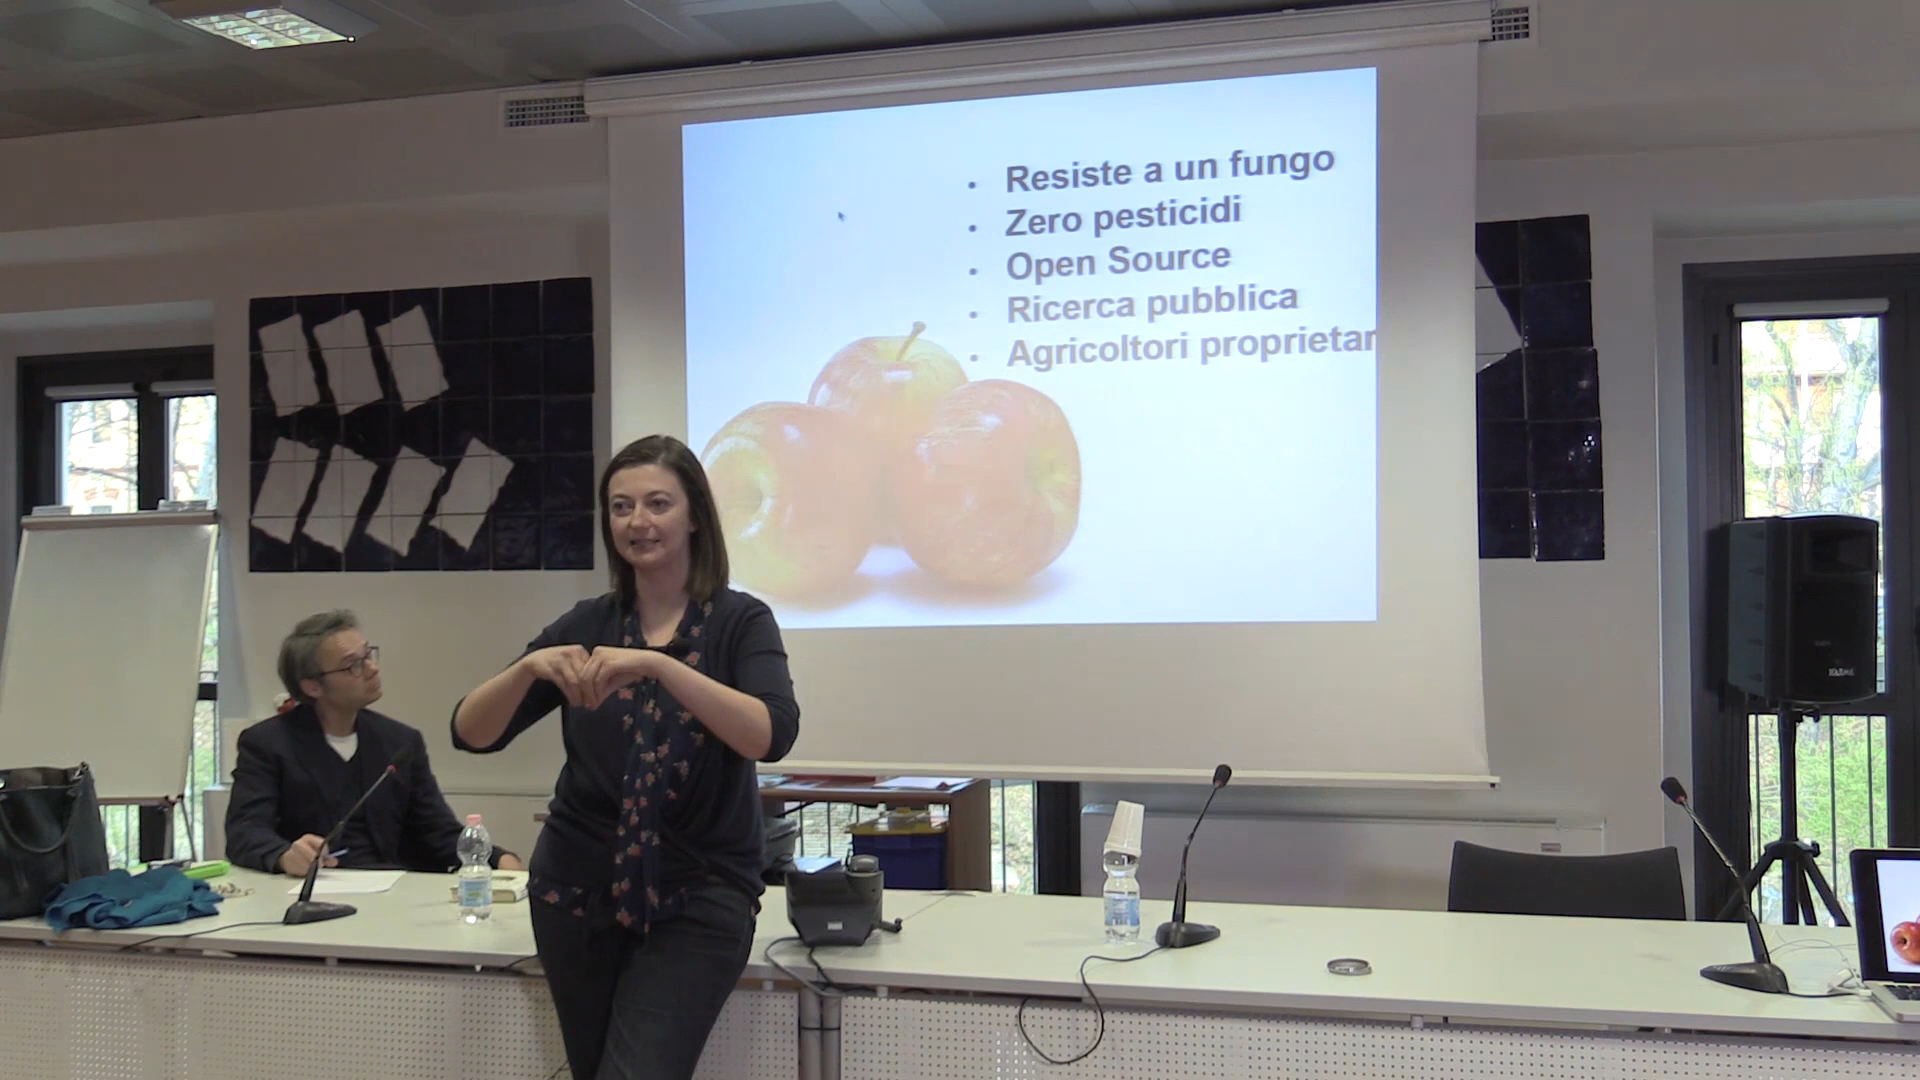 • Resiste a un fungo
• Zero pesticidi
• Open Source
• Ricerca pubblica
• Agricoltori proprietar